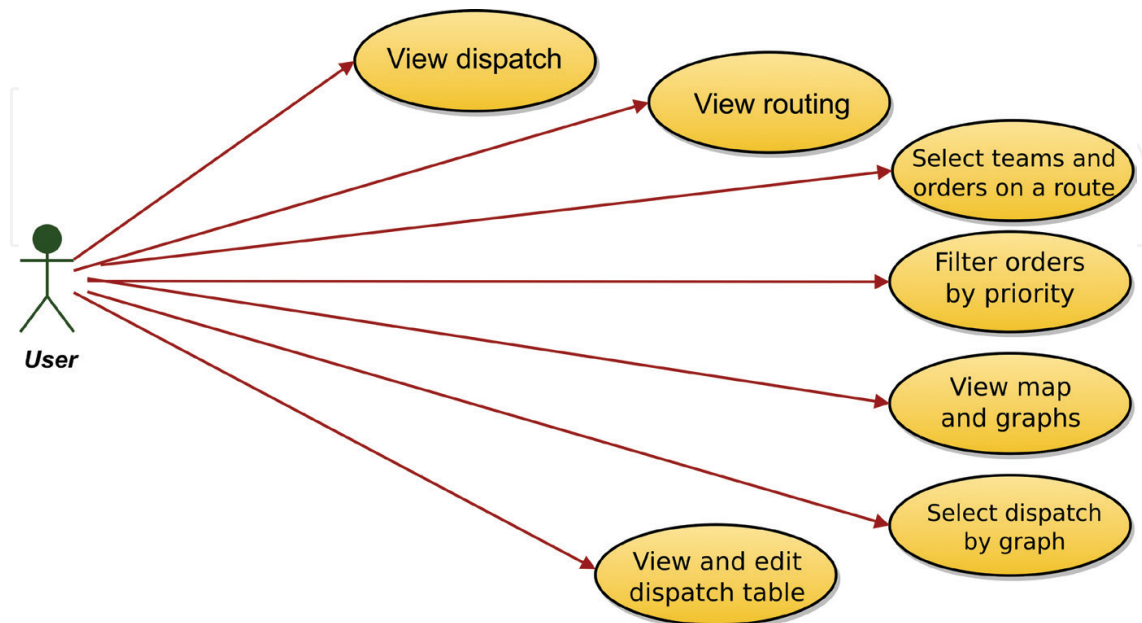 View dispatch
View routing
Select teams and
orders on a route
Filter orders
by priority
User
View map
and graphs
Select dispatch
by graph
View and edit
dispatch table